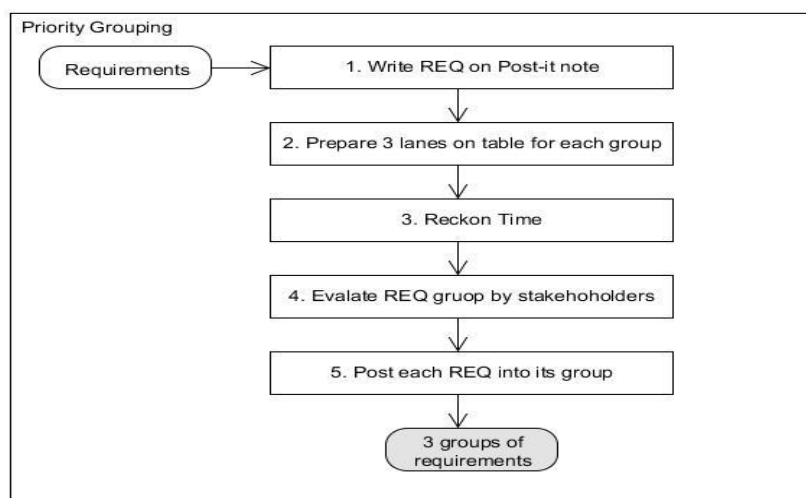 Priority Grouping
Requirements
1. Write REQ on Post-it note
2. Prepare 3 lanes on table for each group
3. Reckon Time
4. Evalate REQ gruop by stakehoholders
5. Post each REQ into its group
3 groups of
requirements